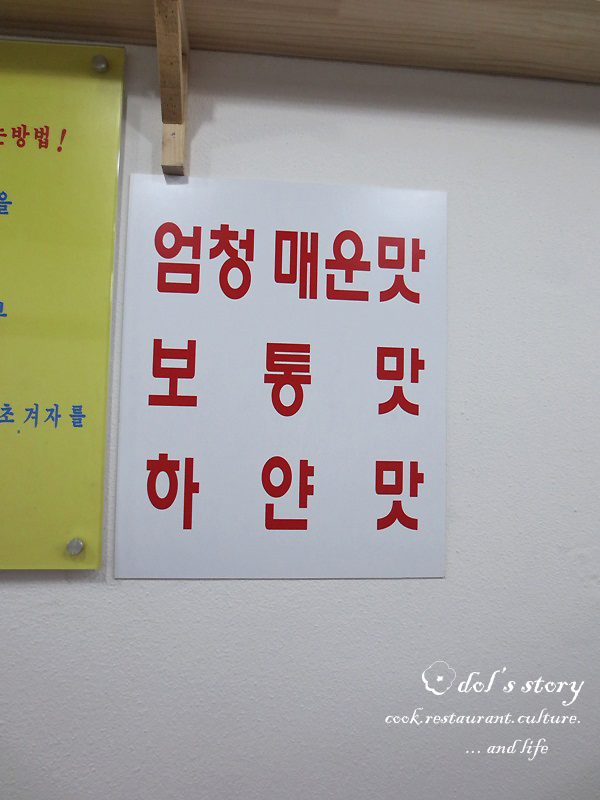 는방법!
을
초 겨자를
엄청 매운맛
보통맛
하얀맛
dol's story
cook.restaurant.culture.
... and life